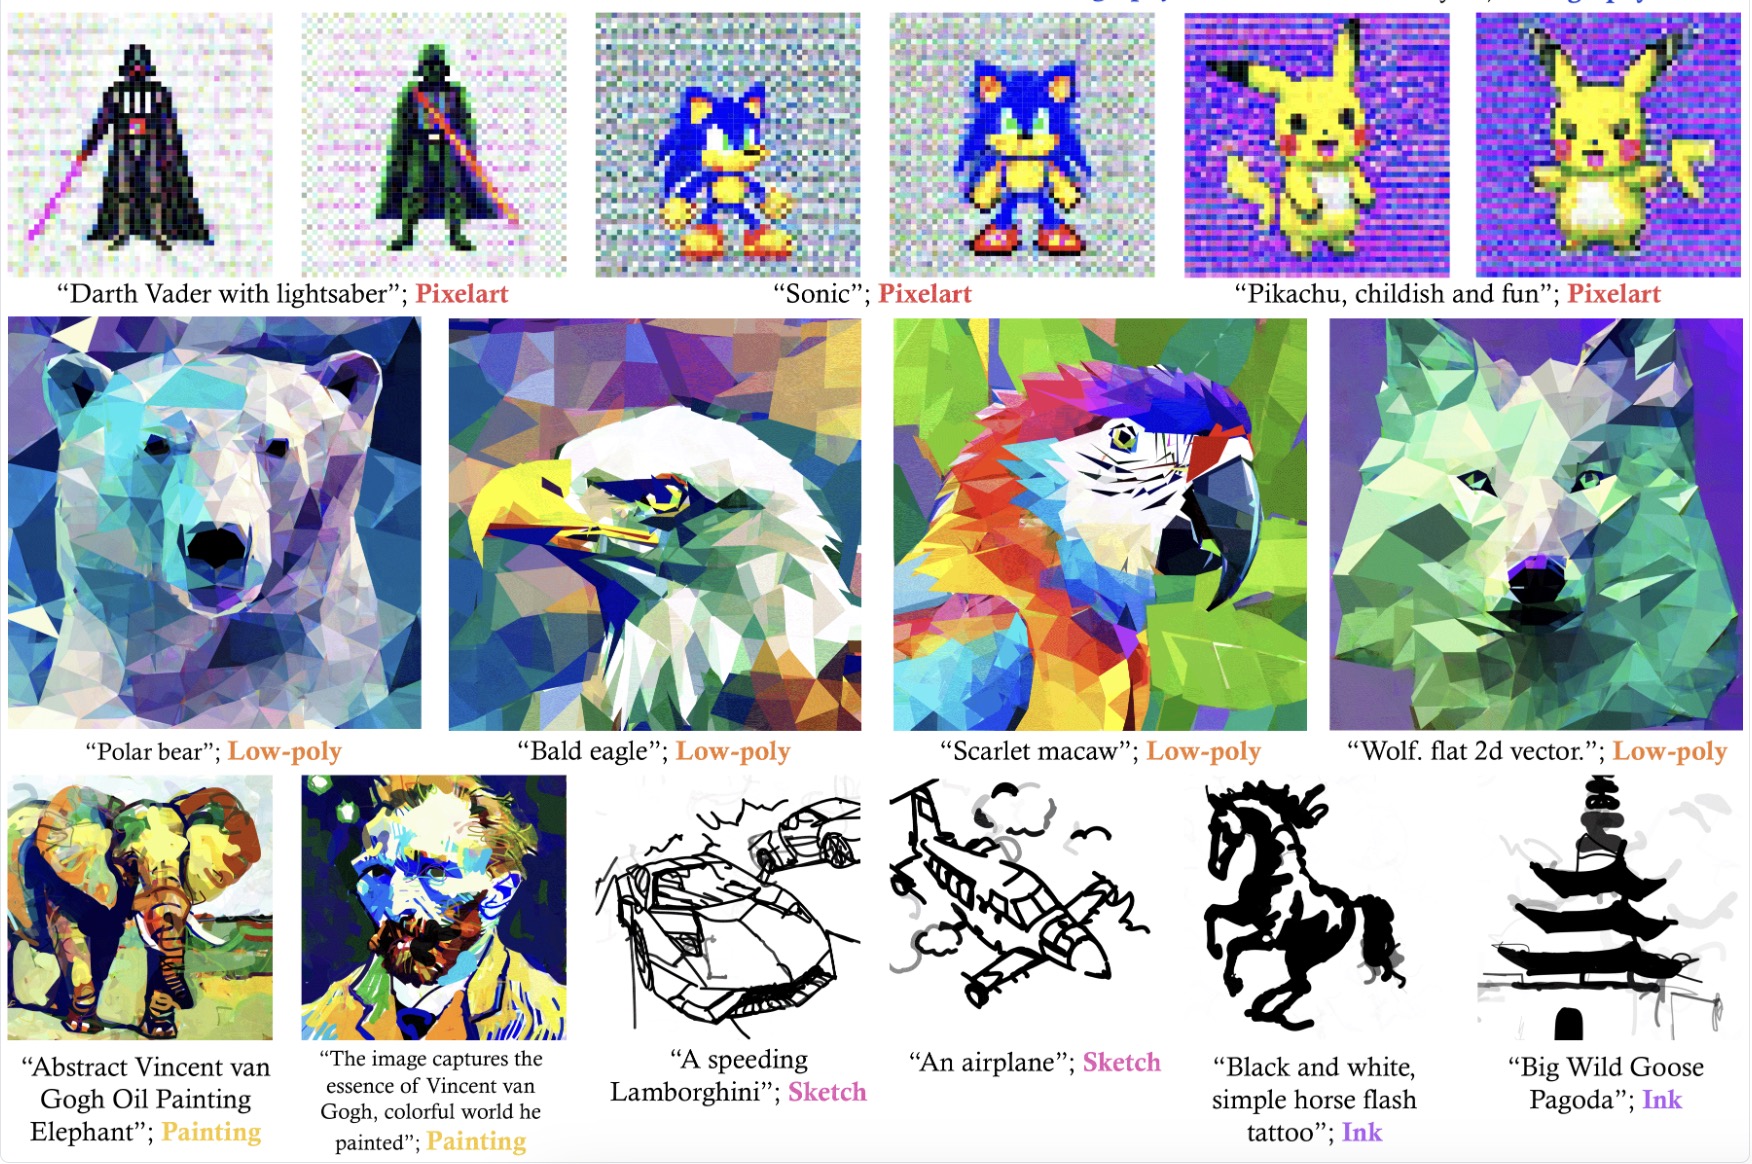 “Darth Vader with lightsaber”; Pixelart
“Sonic”; Pixelart
“Pikachu, childish and fun”; Pixelart
“Polar bear”; Low-poly
“Bald eagle”; Low-poly
“Scarlet macaw”; Low-poly
“Wolf. flat 2d vector.”; Low-poly
“Abstract Vincent van
Gogh Oil Painting
Elephant”; Painting
“The image captures the
essence of Vincent van
Gogh, colorful world he
painted”; Painting
“A speeding
Lamborghini”; Sketch
“An airplane”; Sketch
“Black and white,
simple horse flash
tattoo”; Ink
“Big Wild Goose
Pagoda”; Ink